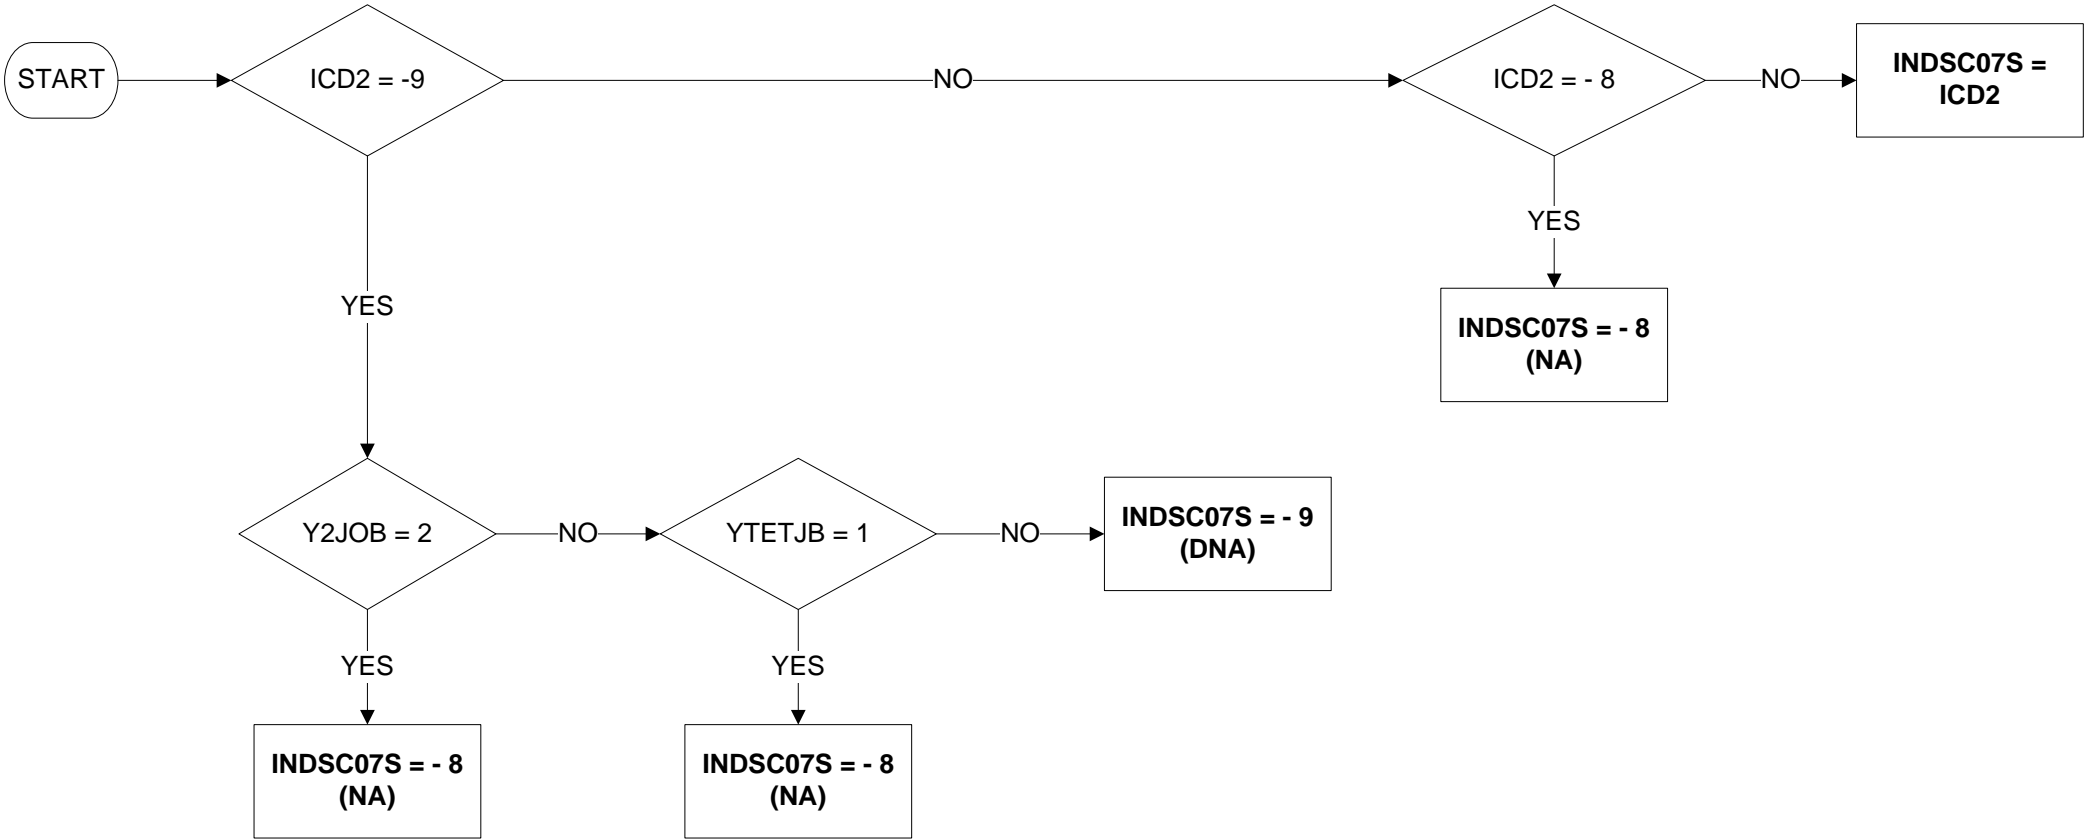 START
ICD2 = -9
NO
ICD2 = - 8
NO
INDSC07S =
ICD2
YES
INDSC07S = - 8
(NA)
YES
Y2JOB = 2
NO
YTETJB = 1
NO
INDSC07S = - 9
(DNA)
YES
INDSC07S = - 8
(NA)
YES
INDSC07S = - 8
(NA)